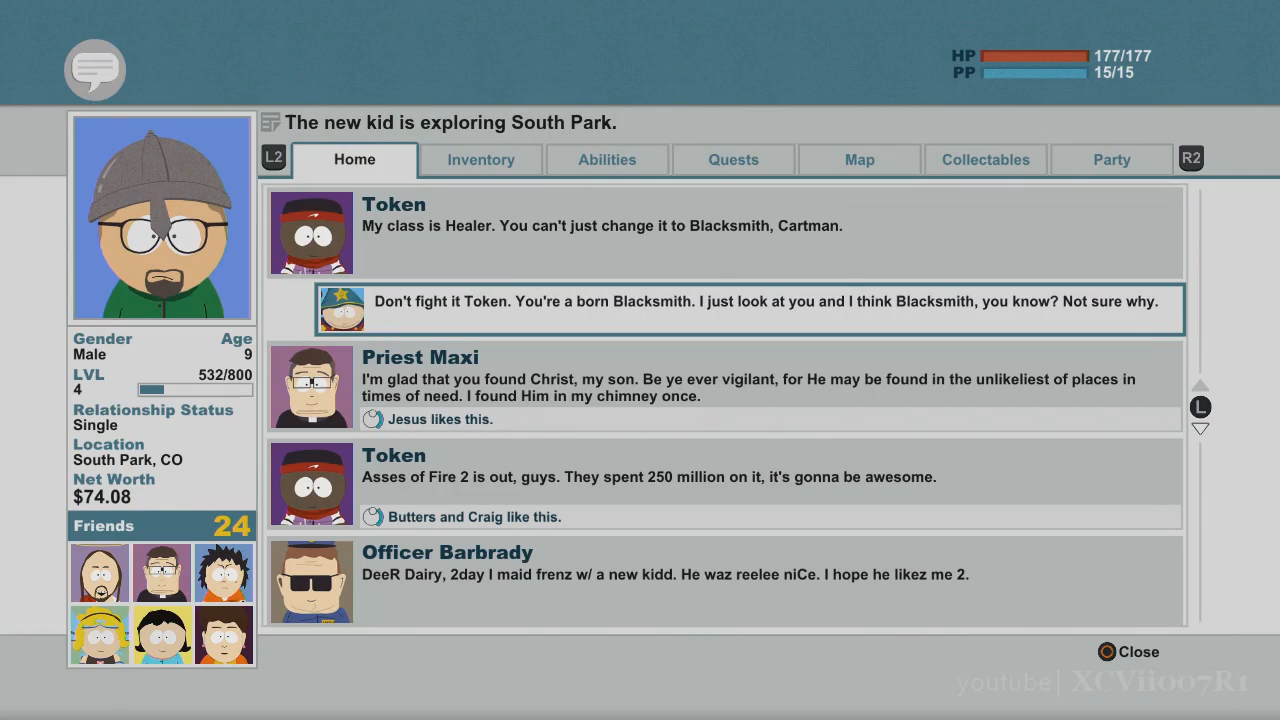 HP 177/177
PP 15/15
The new kid is exploring South Park.
L2 Home Inventory Abilities Quests Map Collectables Party R2
Gender Age
Male 9
LVL 532/800
4
Relationship Status
Single
Location
South Park, CO
Net Worth
$74.08
Friends 24
Token
My class is Healer. You can't just change it to Blacksmith, Cartman.
Don't fight it Token. You're a born Blacksmith. I just look at you and I think Blacksmith, you know? Not sure why.
Priest Maxi
I'm glad that you found Christ, my son. Be ye ever vigilant, for He may be found in the unlikeliest of places in
times of need. I found Him in my chimney once.
Jesus likes this.
Token
Asses of Fire 2 is out, guys. They spent 250 million on it, it's gonna be awesome.
Butters and Craig like this.
Officer Barbrady
DeeR Dairy, 2day I maid frenz w/ a new kidd. He waz reelee niCe. I hope he likez me 2.
L
Close
youtube| XCVii007R1